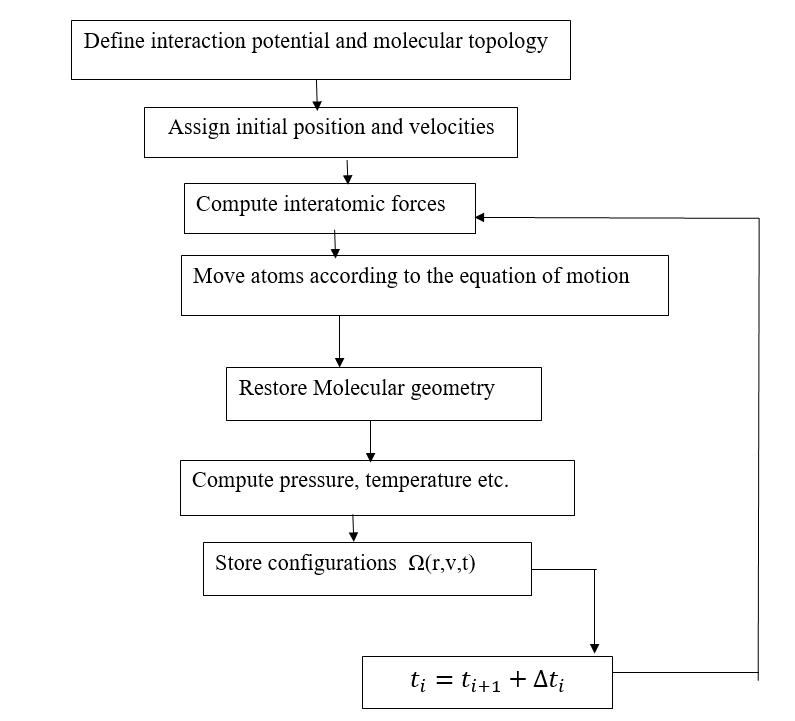 Define interaction potential and molecular topology
Assign initial position and velocities
Compute interatomic forces
Move atoms according to the equation of motion
Restore Molecular geometry
Compute pressure, temperature etc.
Store configurations Ω(r,v,t)
tᵢ = tᵢ₊₁ + Δtᵢ